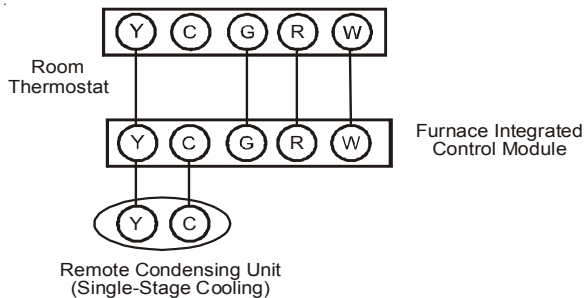 Y C G R W
Room
Thermostat
Y C G R W
Furnace Integrated
Control Module
Y C
Remote Condensing Unit
(Single-Stage Cooling)